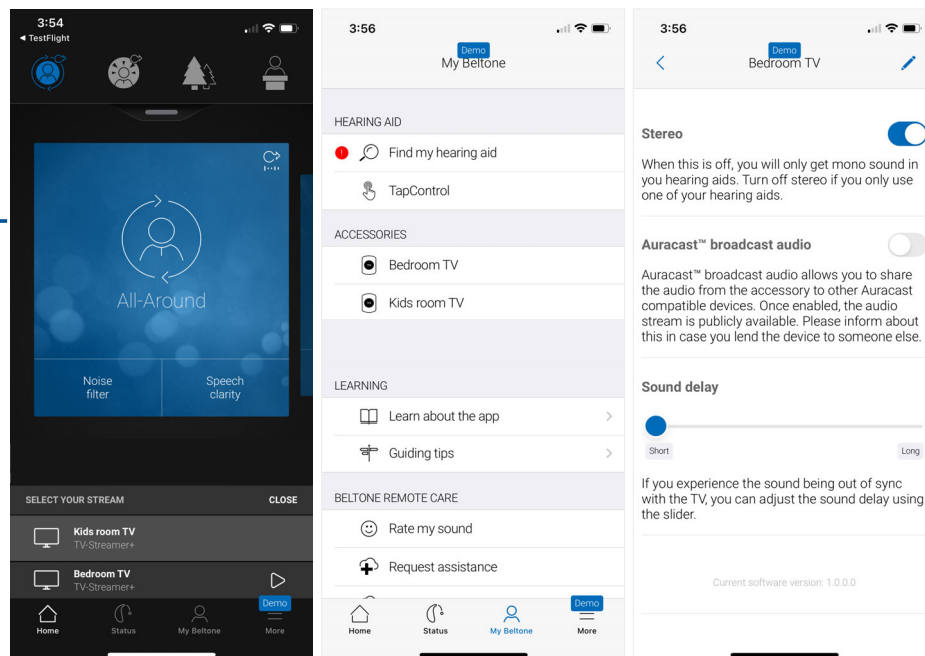 3:54
◄ TestFlight
All-Around
Noise
filter
Speech
clarity
SELECT YOUR STREAM
CLOSE
Kids room TV
TV-Streamer+
Bedroom TV
TV-Streamer+
Demo
Home
Status
My Beltone
More
3:56
Demo
My Beltone
HEARING AID
Find my hearing aid
TapControl
ACCESSORIES
Bedroom TV
Kids room TV
LEARNING
Learn about the app
Guiding tips
BELTONE REMOTE CARE
Rate my sound
Request assistance
Demo
Home
Status
My Beltone
More
3:56
Demo
Bedroom TV
Stereo
When this is off, you will only get mono sound in
you hearing aids. Turn off stereo if you only use
one of your hearing aids.
Auracast™ broadcast audio
Auracast™ broadcast audio allows you to share
the audio from the accessory to other Auracast
compatible devices. Once enabled, the audio
stream is publicly available. Please inform about
this in case you lend the device to someone else.
Sound delay
Short
Long
If you experience the sound being out of sync
with the TV, you can adjust the sound delay using
the slider.
Current software version: 1.0.0.0